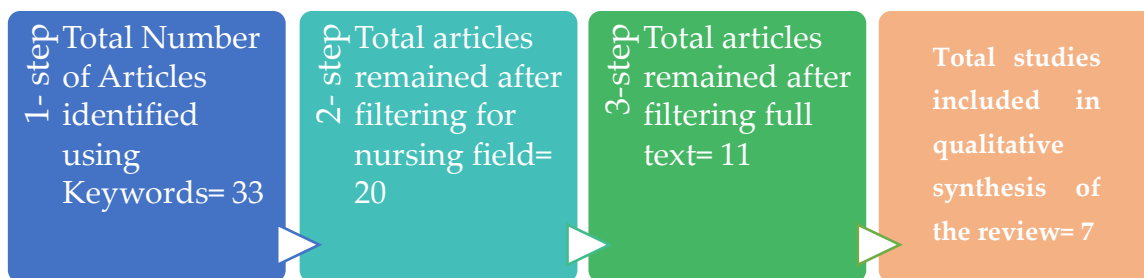 1- step
Total Number
of Articles
identified
using
Keywords= 33
2- step
Total articles
remained after
filtering for
nursing field=
20
3-step
Total articles
remained after
filtering full
text= 11
Total studies
included in
qualitative
synthesis of
the review= 7